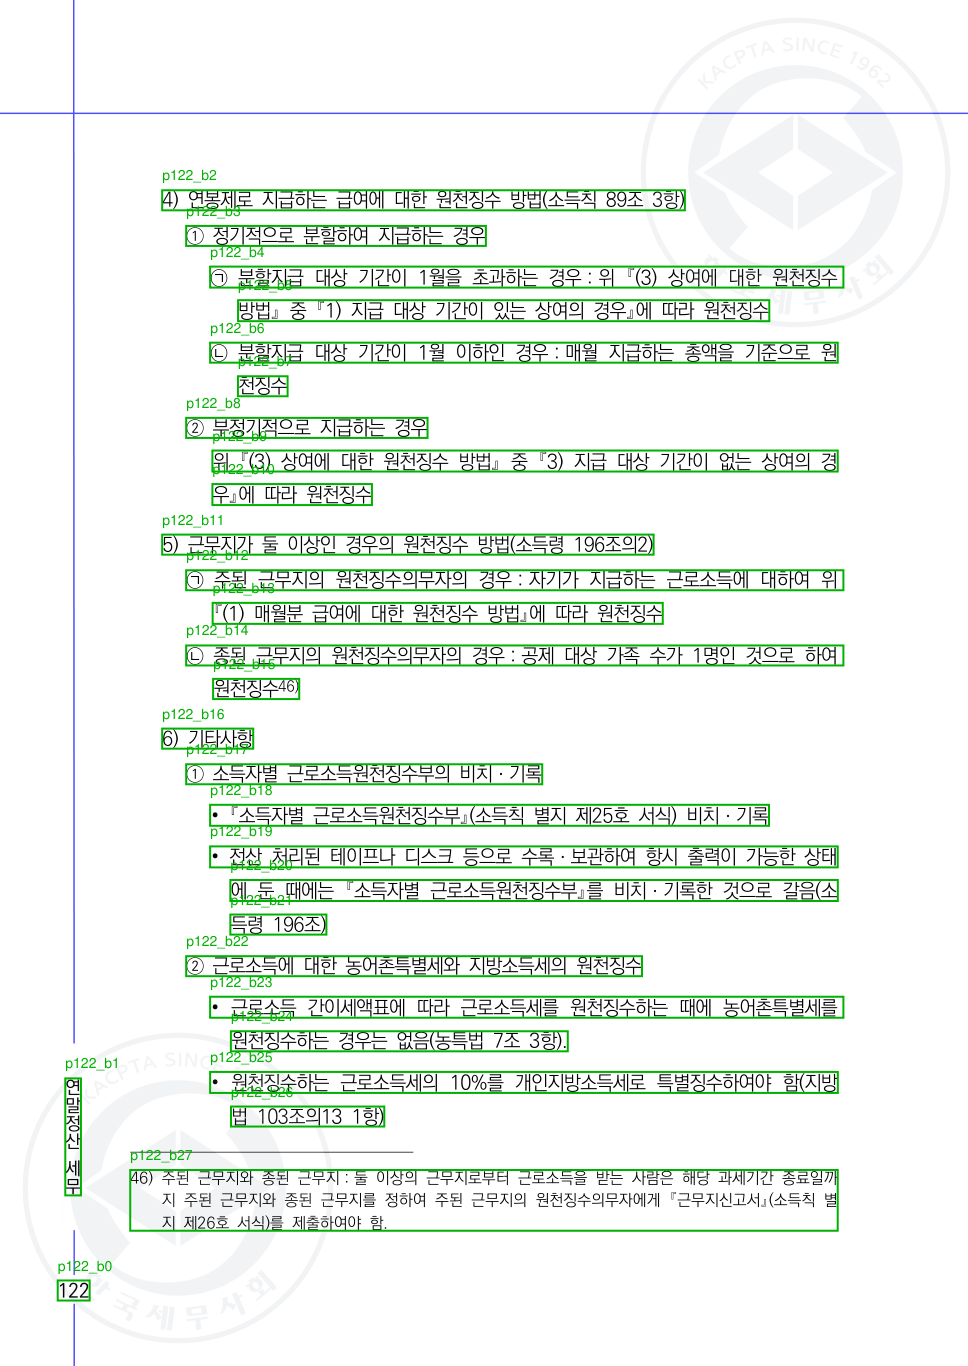 KACPTA SINCE 1962
한국세무사회
p122_b2
4) 연봉제로 지급하는 급여에 대한 원천징수 방법(소득칙 89조 3항)
p122_b3
① 정기적으로 분할하여 지급하는 경우
p122_b4
㉠ 분할지급 대상 기간이 1월을 초과하는 경우 : 위 『(3) 상여에 대한 원천징수
p122_b5
방법』 중 『1) 지급 대상 기간이 있는 상여의 경우』에 따라 원천징수
p122_b6
㉡ 분할지급 대상 기간이 1월 이하인 경우 : 매월 지급하는 총액을 기준으로 원
p122_b7
천징수
p122_b8
② 부정기적으로 지급하는 경우
p122_b9
위 『(3) 상여에 대한 원천징수 방법』 중 『3) 지급 대상 기간이 없는 상여의 경
p122_b10
우』에 따라 원천징수
p122_b11
5) 근무지가 둘 이상인 경우의 원천징수 방법(소득령 196조의2)
p122_b12
㉠ 주된 근무지의 원천징수의무자의 경우 : 자기가 지급하는 근로소득에 대하여 위
p122_b13
『(1) 매월분 급여에 대한 원천징수 방법』에 따라 원천징수
p122_b14
㉡ 종된 근무지의 원천징수의무자의 경우 : 공제 대상 가족 수가 1명인 것으로 하여
p122_b15
원천징수46)
p122_b16
6) 기타사항
p122_b17
① 소득자별 근로소득원천징수부의 비치 · 기록
p122_b18
• 『소득자별 근로소득원천징수부』(소득칙 별지 제25호 서식) 비치 · 기록
p122_b19
• 전산 처리된 테이프나 디스크 등으로 수록 · 보관하여 항시 출력이 가능한 상태
p122_b20
에 둔 때에는 『소득자별 근로소득원천징수부』를 비치 · 기록한 것으로 갈음(소
p122_b21
득령 196조)
p122_b22
② 근로소득에 대한 농어촌특별세와 지방소득세의 원천징수
p122_b23
• 근로소득 간이세액표에 따라 근로소득세를 원천징수하는 때에 농어촌특별세를
p122_b24
원천징수하는 경우는 없음(농특법 7조 3항).
p122_b25
• 원천징수하는 근로소득세의 10%를 개인지방소득세로 특별징수하여야 함(지방
p122_b26
법 103조의13 1항)
p122_b27
46) 주된 근무지와 종된 근무지 : 둘 이상의 근무지로부터 근로소득을 받는 사람은 해당 과세기간 종료일까
지 주된 근무지와 종된 근무지를 정하여 주된 근무지의 원천징수의무자에게 『근무지신고서』(소득칙 별
지 제26호 서식)를 제출하여야 함.
p122_b1
연말정산 세무
p122_b0
122
KACPTA SINC
한국세무사회